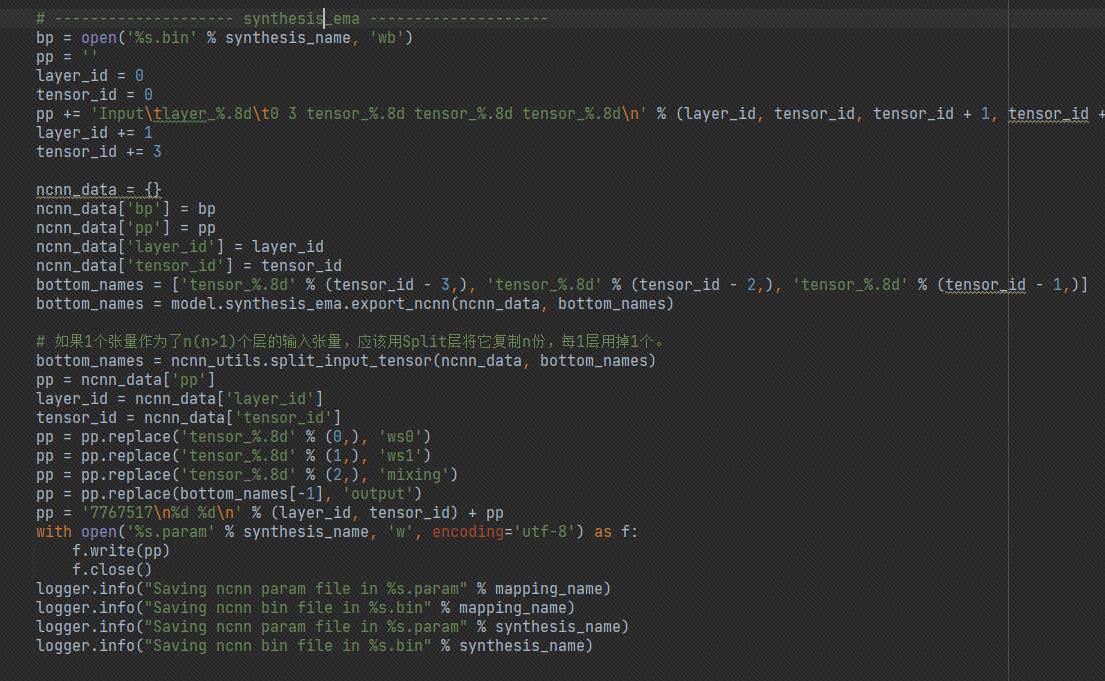 # -------------------- synthesis_ema --------------------
bp = open('%s.bin' % synthesis_name, 'wb')
pp = ''
layer_id = 0
tensor_id = 0
pp += 'Input\tlayer_%.8d\t0 3 tensor_%.8d tensor_%.8d tensor_%.8d\n' % (layer_id, tensor_id, tensor_id + 1, tensor_id +
layer_id += 1
tensor_id += 3
ncnn_data = {}
ncnn_data['bp'] = bp
ncnn_data['pp'] = pp
ncnn_data['layer_id'] = layer_id
ncnn_data['tensor_id'] = tensor_id
bottom_names = ['tensor_%.8d' % (tensor_id - 3,), 'tensor_%.8d' % (tensor_id - 2,), 'tensor_%.8d' % (tensor_id - 1,)]
bottom_names = model.synthesis_ema.export_ncnn(ncnn_data, bottom_names)
# 如果1个张量作为了n(n>1)个层的输入张量，应该用Split层将它复制n份，每1层用掉1个。
bottom_names = ncnn_utils.split_input_tensor(ncnn_data, bottom_names)
pp = ncnn_data['pp']
layer_id = ncnn_data['layer_id']
tensor_id = ncnn_data['tensor_id']
pp = pp.replace('tensor_%.8d' % (0,), 'ws0')
pp = pp.replace('tensor_%.8d' % (1,), 'ws1')
pp = pp.replace('tensor_%.8d' % (2,), 'mixing')
pp = pp.replace(bottom_names[-1], 'output')
pp = '7767517\n%d %d\n' % (layer_id, tensor_id) + pp
with open('%s.param' % synthesis_name, 'w', encoding='utf-8') as f:
    f.write(pp)
    f.close()
logger.info("Saving ncnn param file in %s.param" % mapping_name)
logger.info("Saving ncnn bin file in %s.bin" % mapping_name)
logger.info("Saving ncnn param file in %s.param" % synthesis_name)
logger.info("Saving ncnn bin file in %s.bin" % synthesis_name)